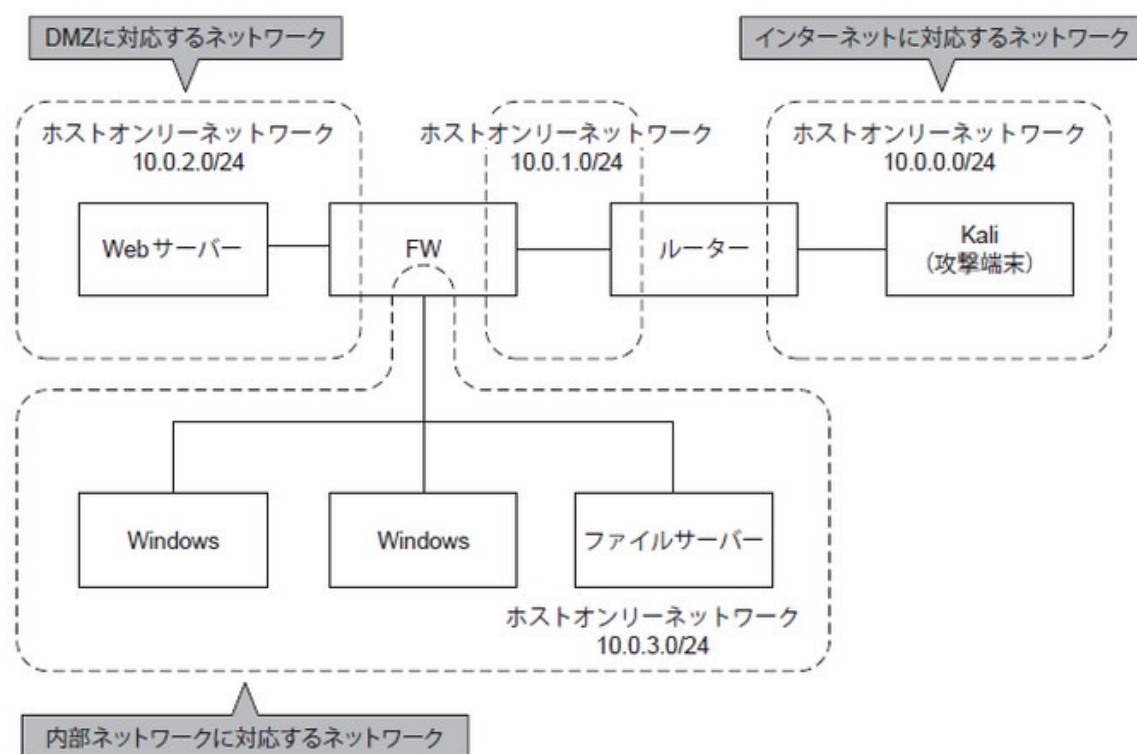 DMZに対応するネットワーク
インターネットに対応するネットワーク
ホストオンリーネットワーク
10.0.2.0/24
ホストオンリーネットワーク
10.0.1.0/24
ホストオンリーネットワーク
10.0.0.0/24
Webサーバー
FW
ルーター
Kali
（攻撃端末）
Windows
Windows
ファイルサーバー
ホストオンリーネットワーク
10.0.3.0/24
内部ネットワークに対応するネットワーク